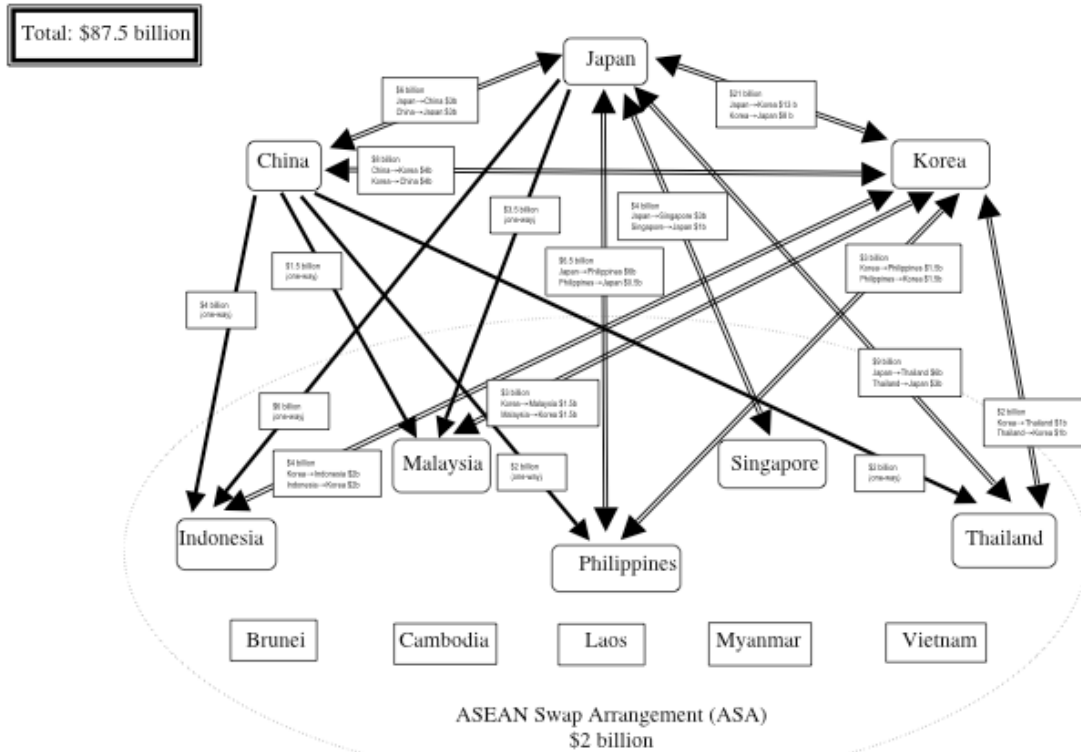 Total: $87.5 billion
Japan
$6 billion
Japan→China $3b
China→Japan $3b
$21 billion
Japan→Korea $13 b
Korea→Japan $8 b
China
Korea
$8 billion
China→Korea $4b
Korea→China $4b
$3.5 billion
(one-way)
$4 billion
Japan→Singapore $3b
Singapore→Japan $1b
$1.5 billion
(one-way)
$6.5 billion
Japan→Philippines $6b
Philippines→Japan $0.5b
$3 billion
Korea→Philippines $1.5b
Philippines→Korea $1.5b
$4 billion
(one-way)
$9 billion
Japan→Thailand $6b
Thailand→Japan $3b
$6 billion
(one-way)
$3 billion
Korea→Malaysia $1.5b
Malaysia→Korea $1.5b
$2 billion
Korea→Thailand $1b
Thailand→Korea $1b
$4 billion
Korea→Indonesia $2b
Indonesia→Korea $2b
Malaysia
$2 billion
(one-way)
Singapore
$2 billion
(one-way)
Indonesia
Philippines
Thailand
Brunei
Cambodia
Laos
Myanmar
Vietnam
ASEAN Swap Arrangement (ASA)
$2 billion